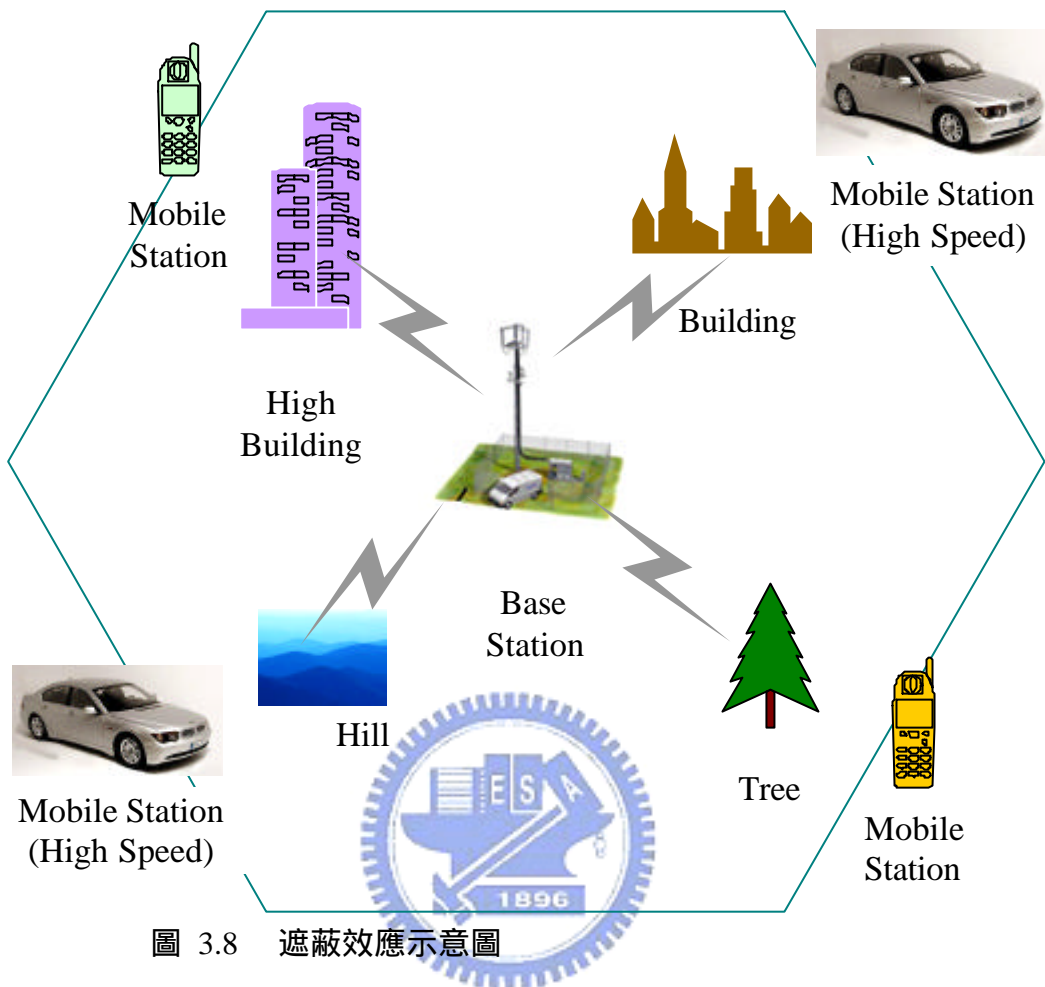 Mobile
Station
Mobile Station
(High Speed)
Building
High
Building
Base
Station
Hill
Tree
Mobile Station
(High Speed)
Mobile
Station
E S A
1896
圖 3.8 遮蔽效應示意圖